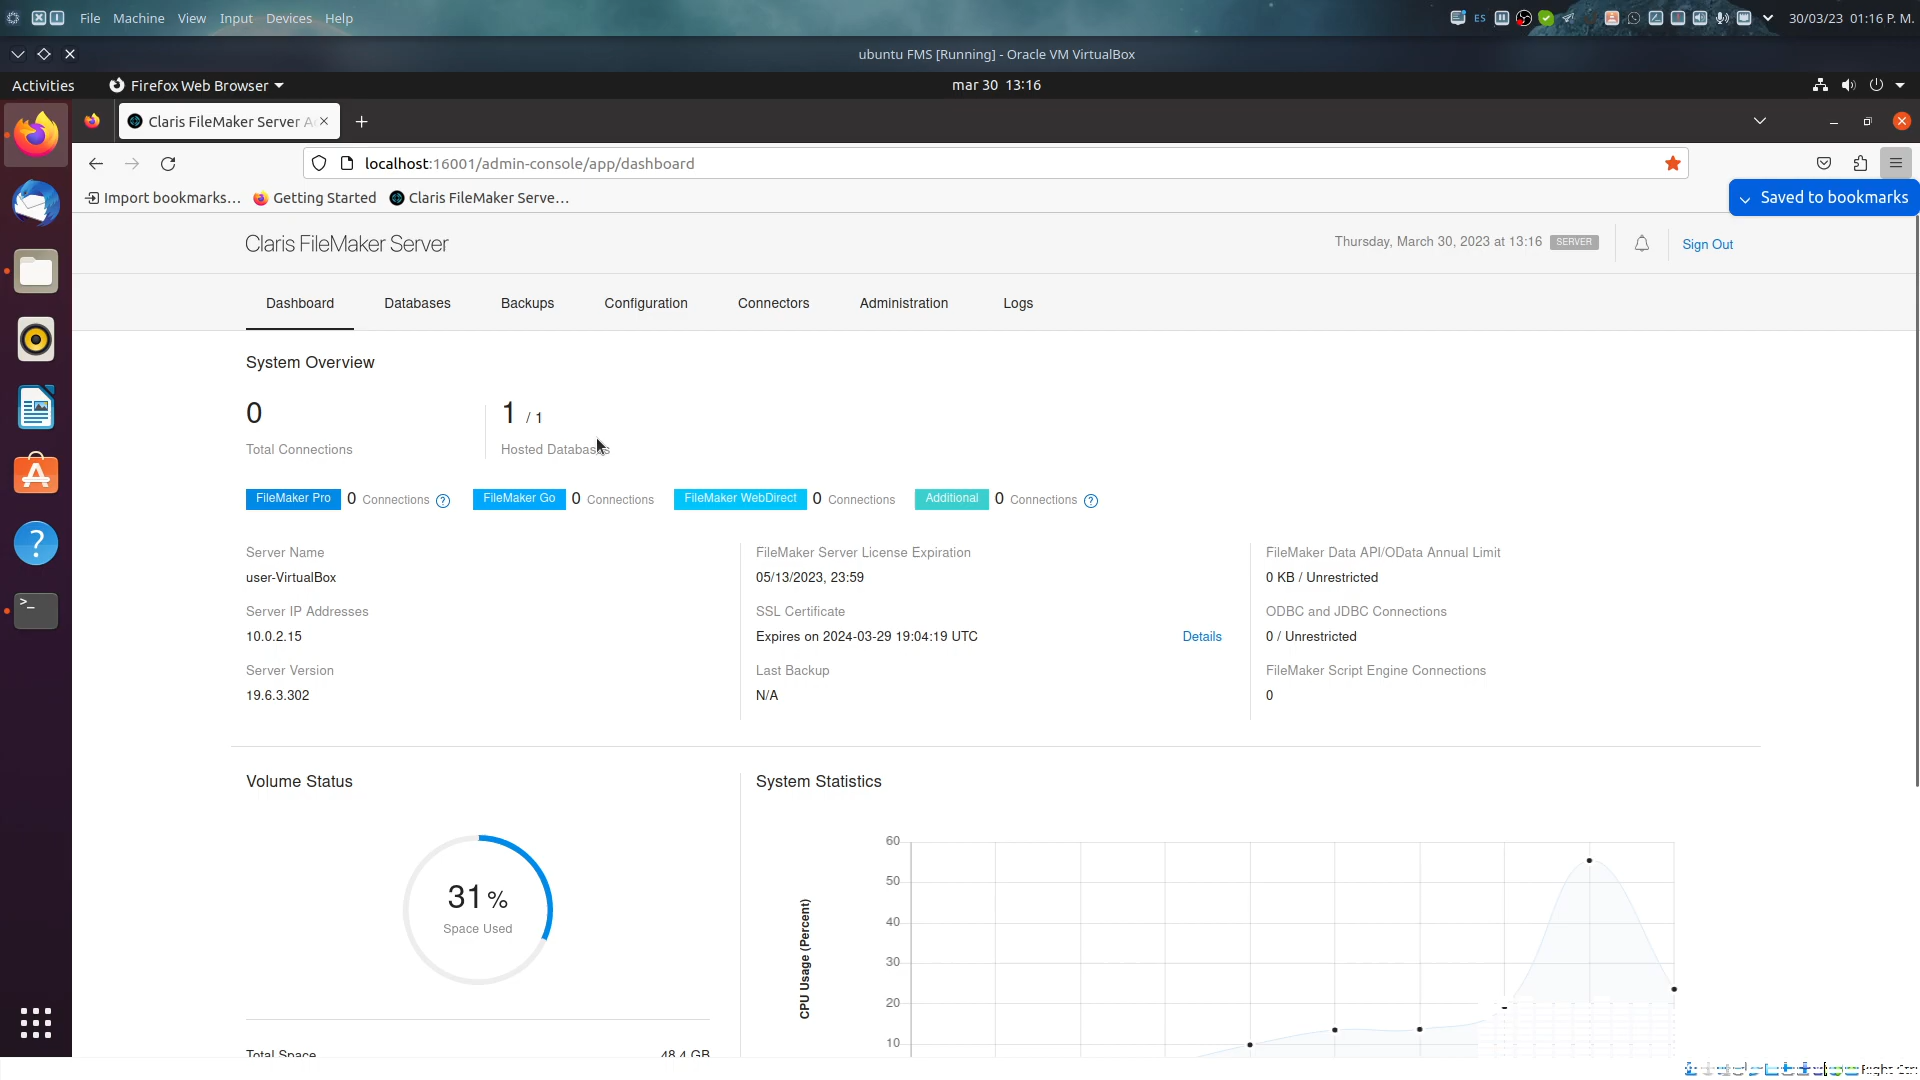 File Machine View Input Devices Help
ES
30/03/23 01:16 P. M.
ubuntu FMS [Running] - Oracle VM VirtualBox
Activities Firefox Web Browser
mar 30 13:16
Claris FileMaker Server A
localhost:16001/admin-console/app/dashboard
Import bookmarks... Getting Started Claris FileMaker Serve...
Saved to bookmarks
Claris FileMaker Server
Thursday, March 30, 2023 at 13:16 SERVER
Sign Out
Dashboard Databases Backups Configuration Connectors Administration Logs
System Overview
0
1 / 1
Total Connections
Hosted Databases
FileMaker Pro 0 Connections ? FileMaker Go 0 Connections FileMaker WebDirect 0 Connections Additional 0 Connections ?
Server Name
user-VirtualBox
Server IP Addresses
10.0.2.15
Server Version
19.6.3.302
FileMaker Server License Expiration
05/13/2023, 23:59
SSL Certificate
Expires on 2024-03-29 19:04:19 UTC Details
Last Backup
N/A
FileMaker Data API/OData Annual Limit
0 KB / Unrestricted
ODBC and JDBC Connections
0 / Unrestricted
FileMaker Script Engine Connections
0
Volume Status
31 %
Space Used
Total Space 48.4 GB
System Statistics
CPU Usage (Percent)
60
50
40
30
20
10